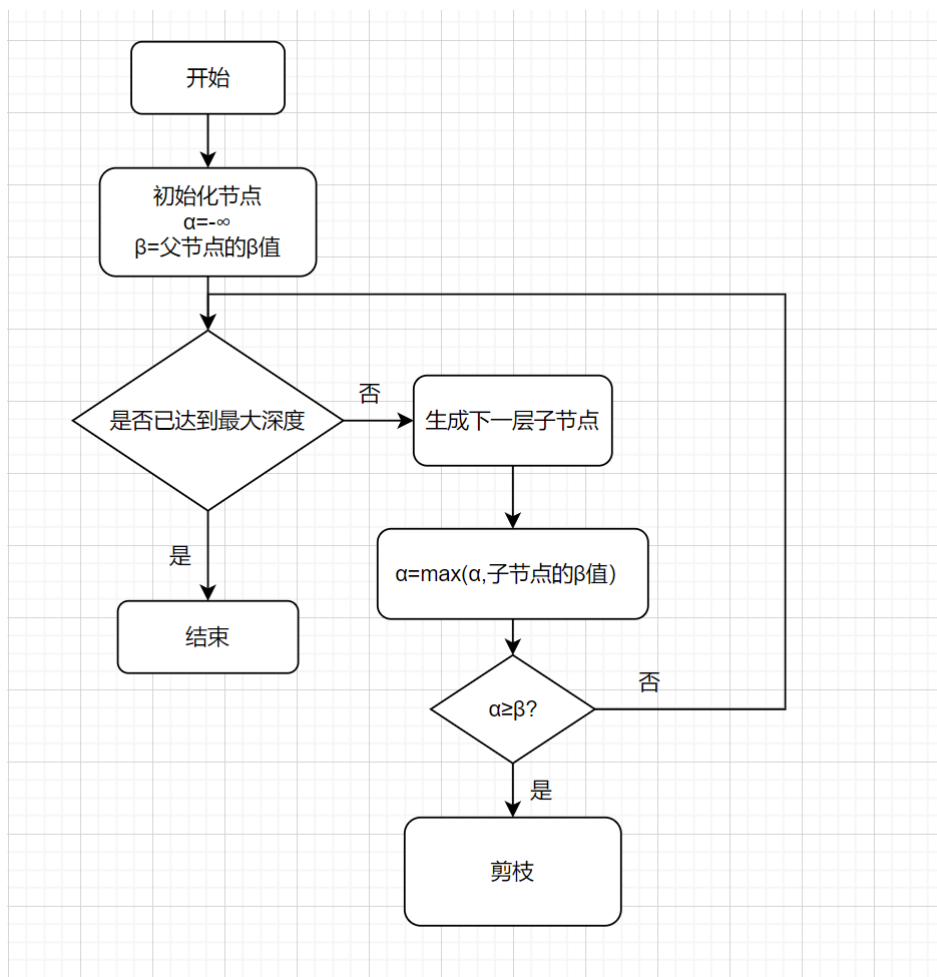 开始
初始化节点
α=-∞
β=父节点的β值
是否已达到最大深度
否
生成下一层子节点
α=max(α,子节点的β值）
是
结束
否
α≥β?
是
剪枝